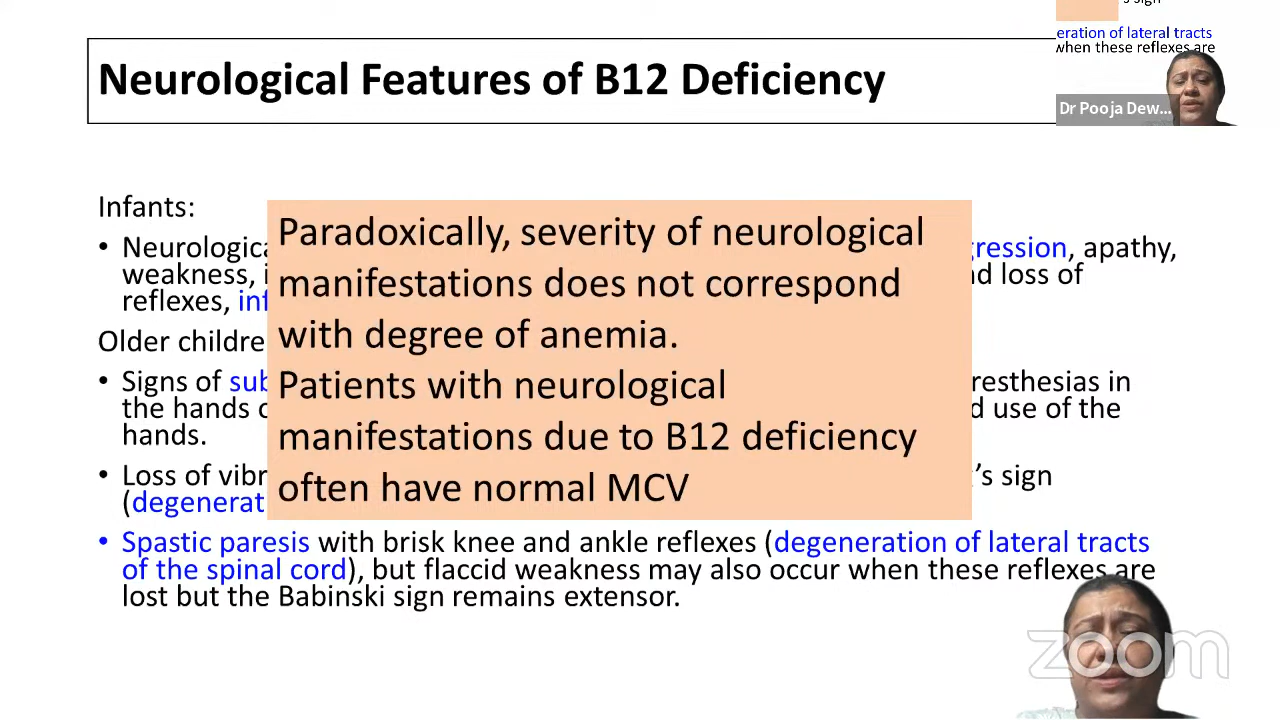 's sign
eration of lateral tracts
when these reflexes are
Neurological Features of B12 Deficiency
Dr Pooja Dew...
Infants:
• Neurologica gression, apathy,
weakness, i d loss of
reflexes, inf
Paradoxically, severity of neurological
manifestations does not correspond
with degree of anemia.
Patients with neurological
manifestations due to B12 deficiency
often have normal MCV
Older childre
• Signs of sub resthesias in
the hands o d use of the
hands.
• Loss of vibr 's sign
(degenerat
• Spastic paresis with brisk knee and ankle reflexes (degeneration of lateral tracts
of the spinal cord), but flaccid weakness may also occur when these reflexes are
lost but the Babinski sign remains extensor.
zoom